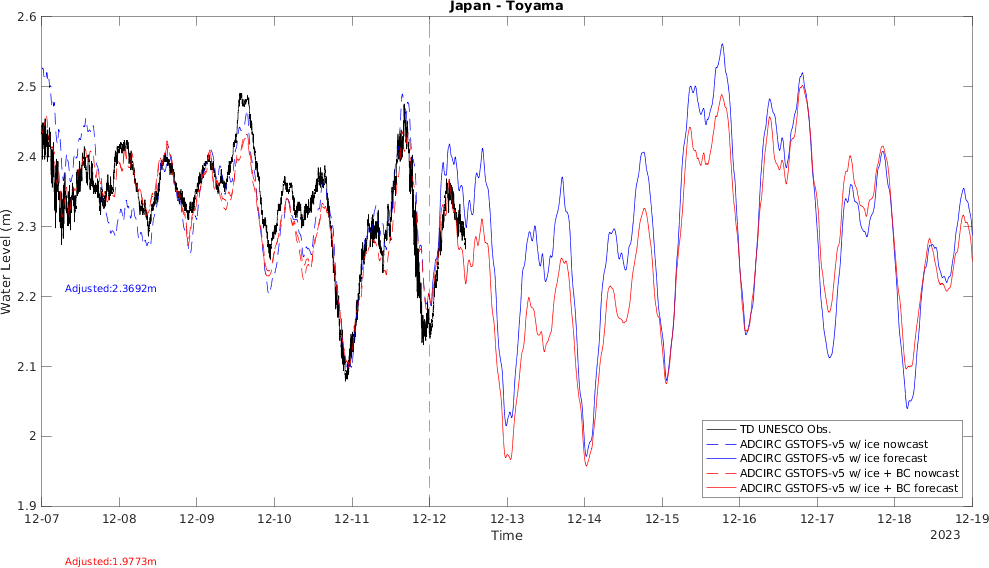 Japan - Toyama
2.6
2.5
2.4
2.3
2.2
2.1
2
1.9
Water Level (m)
Adjusted:2.3692m
TD UNESCO Obs.
ADCIRC GSTOFS-v5 w/ ice nowcast
ADCIRC GSTOFS-v5 w/ ice forecast
ADCIRC GSTOFS-v5 w/ ice + BC nowcast
ADCIRC GSTOFS-v5 w/ ice + BC forecast
12-07 12-08 12-09 12-10 12-11 12-12 12-13 12-14 12-15 12-16 12-17 12-18 12-19
Time
2023
Adjusted:1.9773m